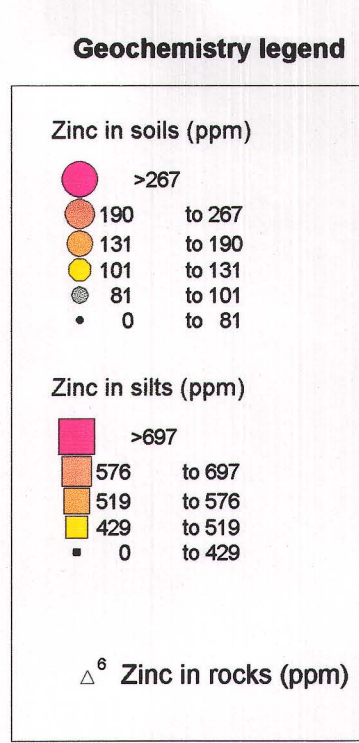 Geochemistry legend
Zinc in soils (ppm)
>267
190 to 267
131 to 190
101 to 131
81 to 101
0 to 81
Zinc in silts (ppm)
>697
576 to 697
519 to 576
429 to 519
0 to 429
6 Zinc in rocks (ppm)